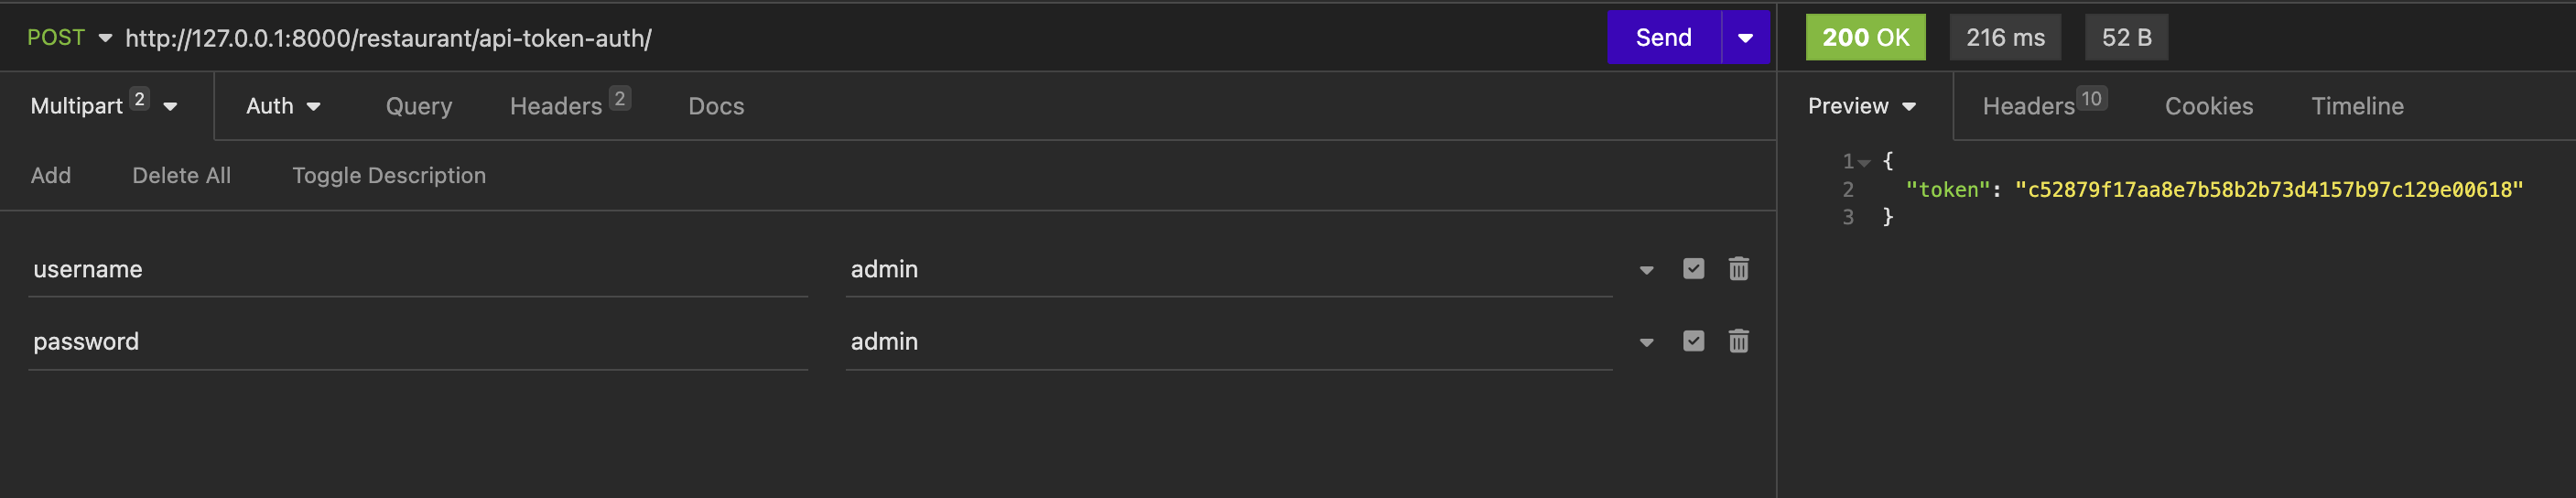 POST http://127.0.0.1:8000/restaurant/api-token-auth/ Send 200 OK 216 ms 52 B
Multipart 2 Auth Query Headers 2 Docs Preview Headers 10 Cookies Timeline
Add Delete All Toggle Description
1 {
2 "token": "c52879f17aa8e7b58b2b73d4157b97c129e00618"
3 }
username admin
password admin